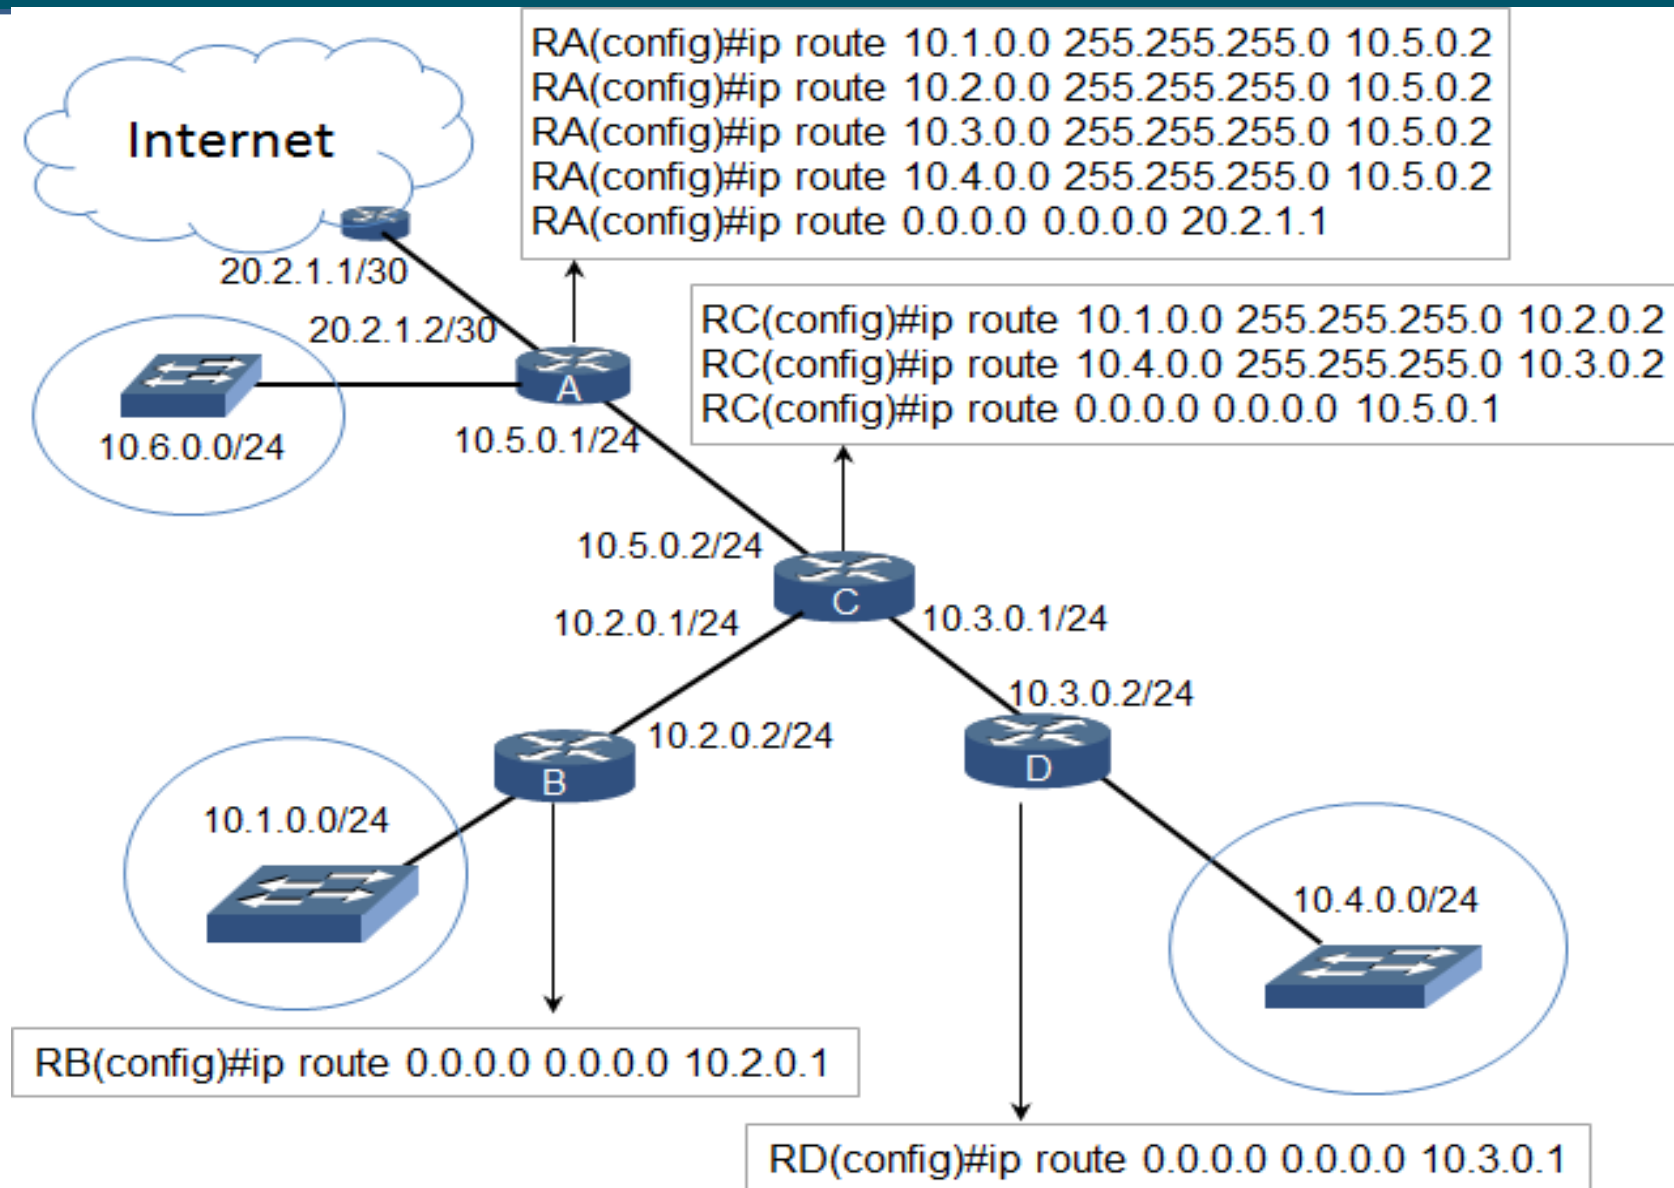 RA(config)#ip route 10.1.0.0 255.255.255.0 10.5.0.2
RA(config)#ip route 10.2.0.0 255.255.255.0 10.5.0.2
RA(config)#ip route 10.3.0.0 255.255.255.0 10.5.0.2
RA(config)#ip route 10.4.0.0 255.255.255.0 10.5.0.2
RA(config)#ip route 0.0.0.0 0.0.0.0 20.2.1.1
Internet
20.2.1.1/30
20.2.1.2/30
RC(config)#ip route 10.1.0.0 255.255.255.0 10.2.0.2
RC(config)#ip route 10.4.0.0 255.255.255.0 10.3.0.2
RC(config)#ip route 0.0.0.0 0.0.0.0 10.5.0.1
A
10.6.0.0/24
10.5.0.1/24
10.5.0.2/24
C
10.2.0.1/24
10.3.0.1/24
10.3.0.2/24
10.2.0.2/24
B
D
10.1.0.0/24
10.4.0.0/24
RB(config)#ip route 0.0.0.0 0.0.0.0 10.2.0.1
RD(config)#ip route 0.0.0.0 0.0.0.0 10.3.0.1